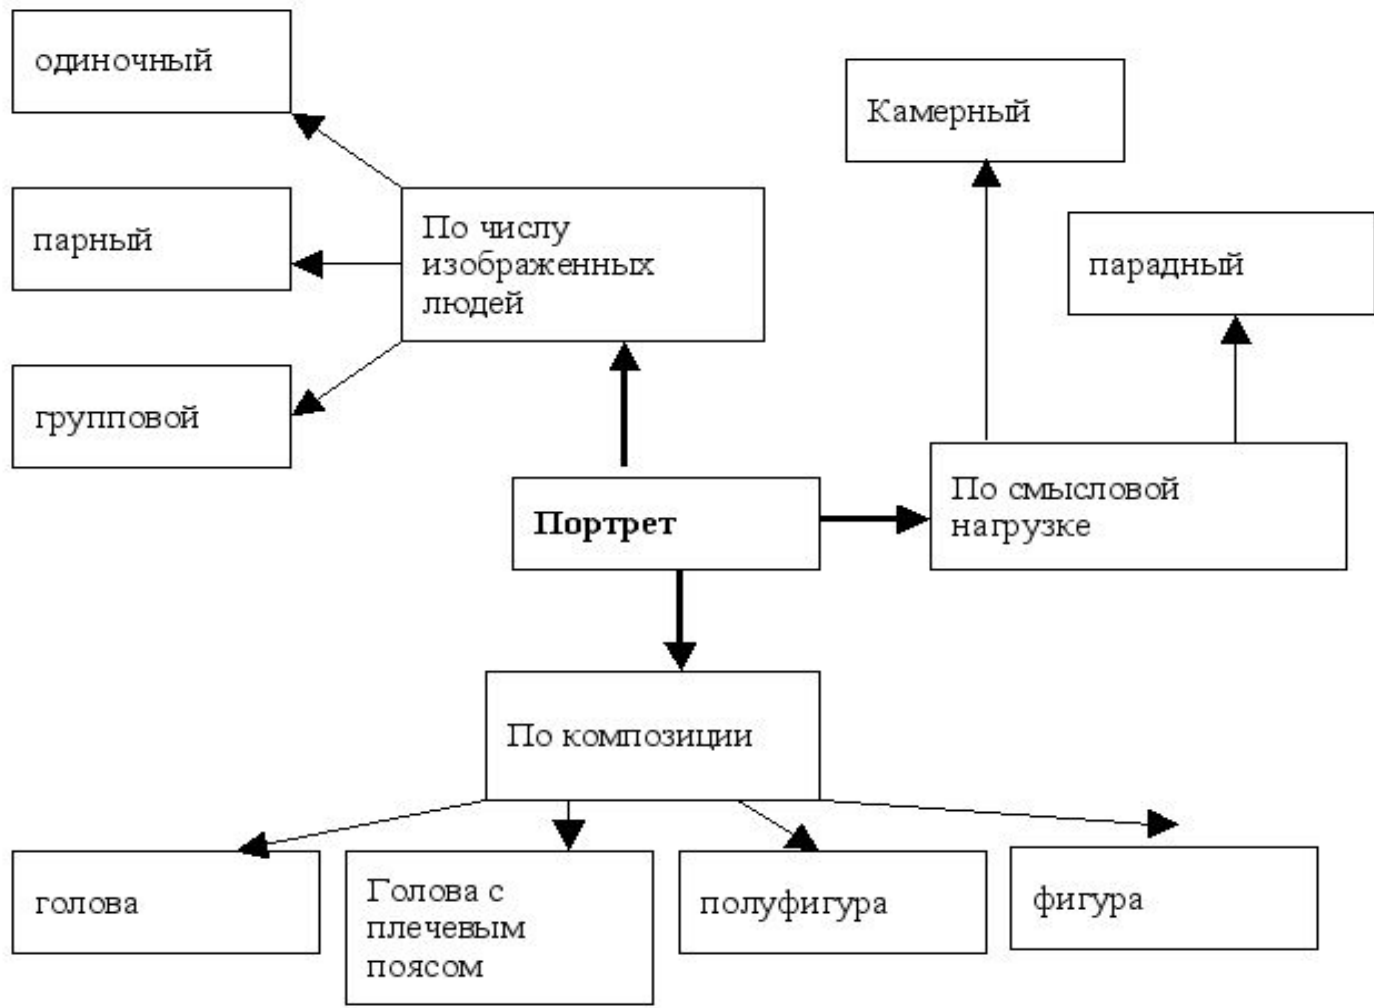 одиночный
Камерный
парный
По числу
изображенных
людей
парадный
групповой
Портрет
По смысловой
нагрузке
По композиции
голова
Голова с
плечевым
поясом
полуфигура
фигура